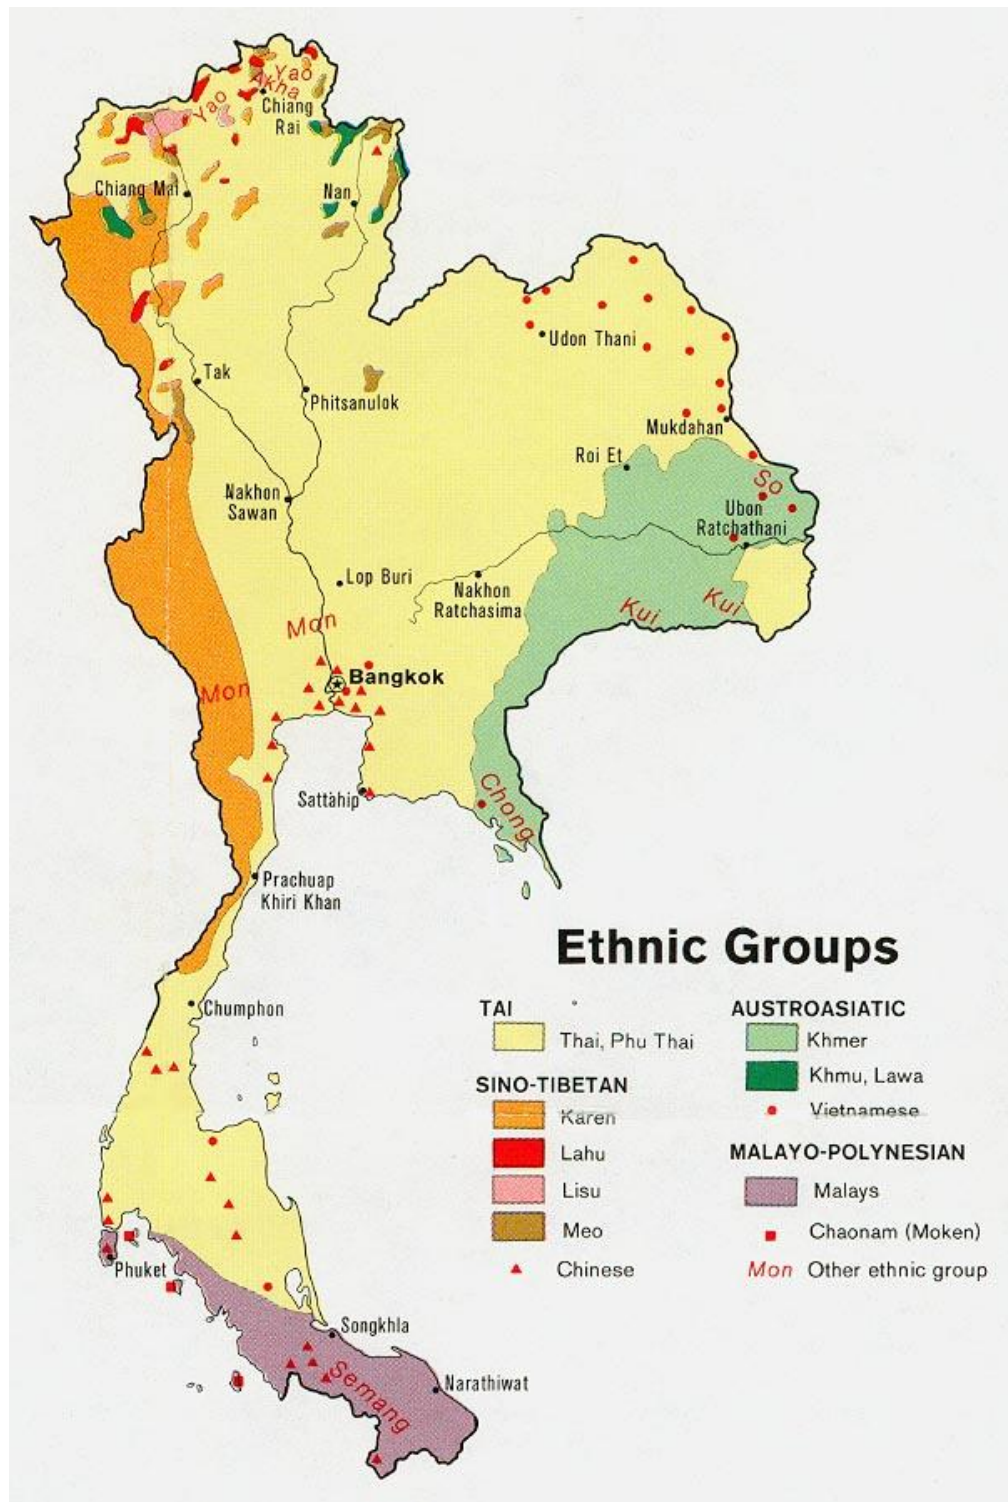 Yao
Akha
Yao
Chiang
Rai
Chiang Mai
Nan
Udon Thani
Tak
Phitsanulok
Mukdahan
Roi Et
So
Nakhon
Sawan
Ubon
Ratchathani
Lop Buri
Nakhon
Ratchasima
Kui
Kui
Mon
Bangkok
Mon
Chong
Sattahip
Prachuap
Khiri Khan
Chumphon
Phuket
Songkhla
Semang
Narathiwat
Ethnic Groups
TAI
Thai, Phu Thai
SINO-TIBETAN
Karen
Lahu
Lisu
Meo
Chinese
AUSTROASIATIC
Khmer
Khmu, Lawa
Vietnamese
MALAYO-POLYNESIAN
Malays
Chaonam (Moken)
Mon Other ethnic group